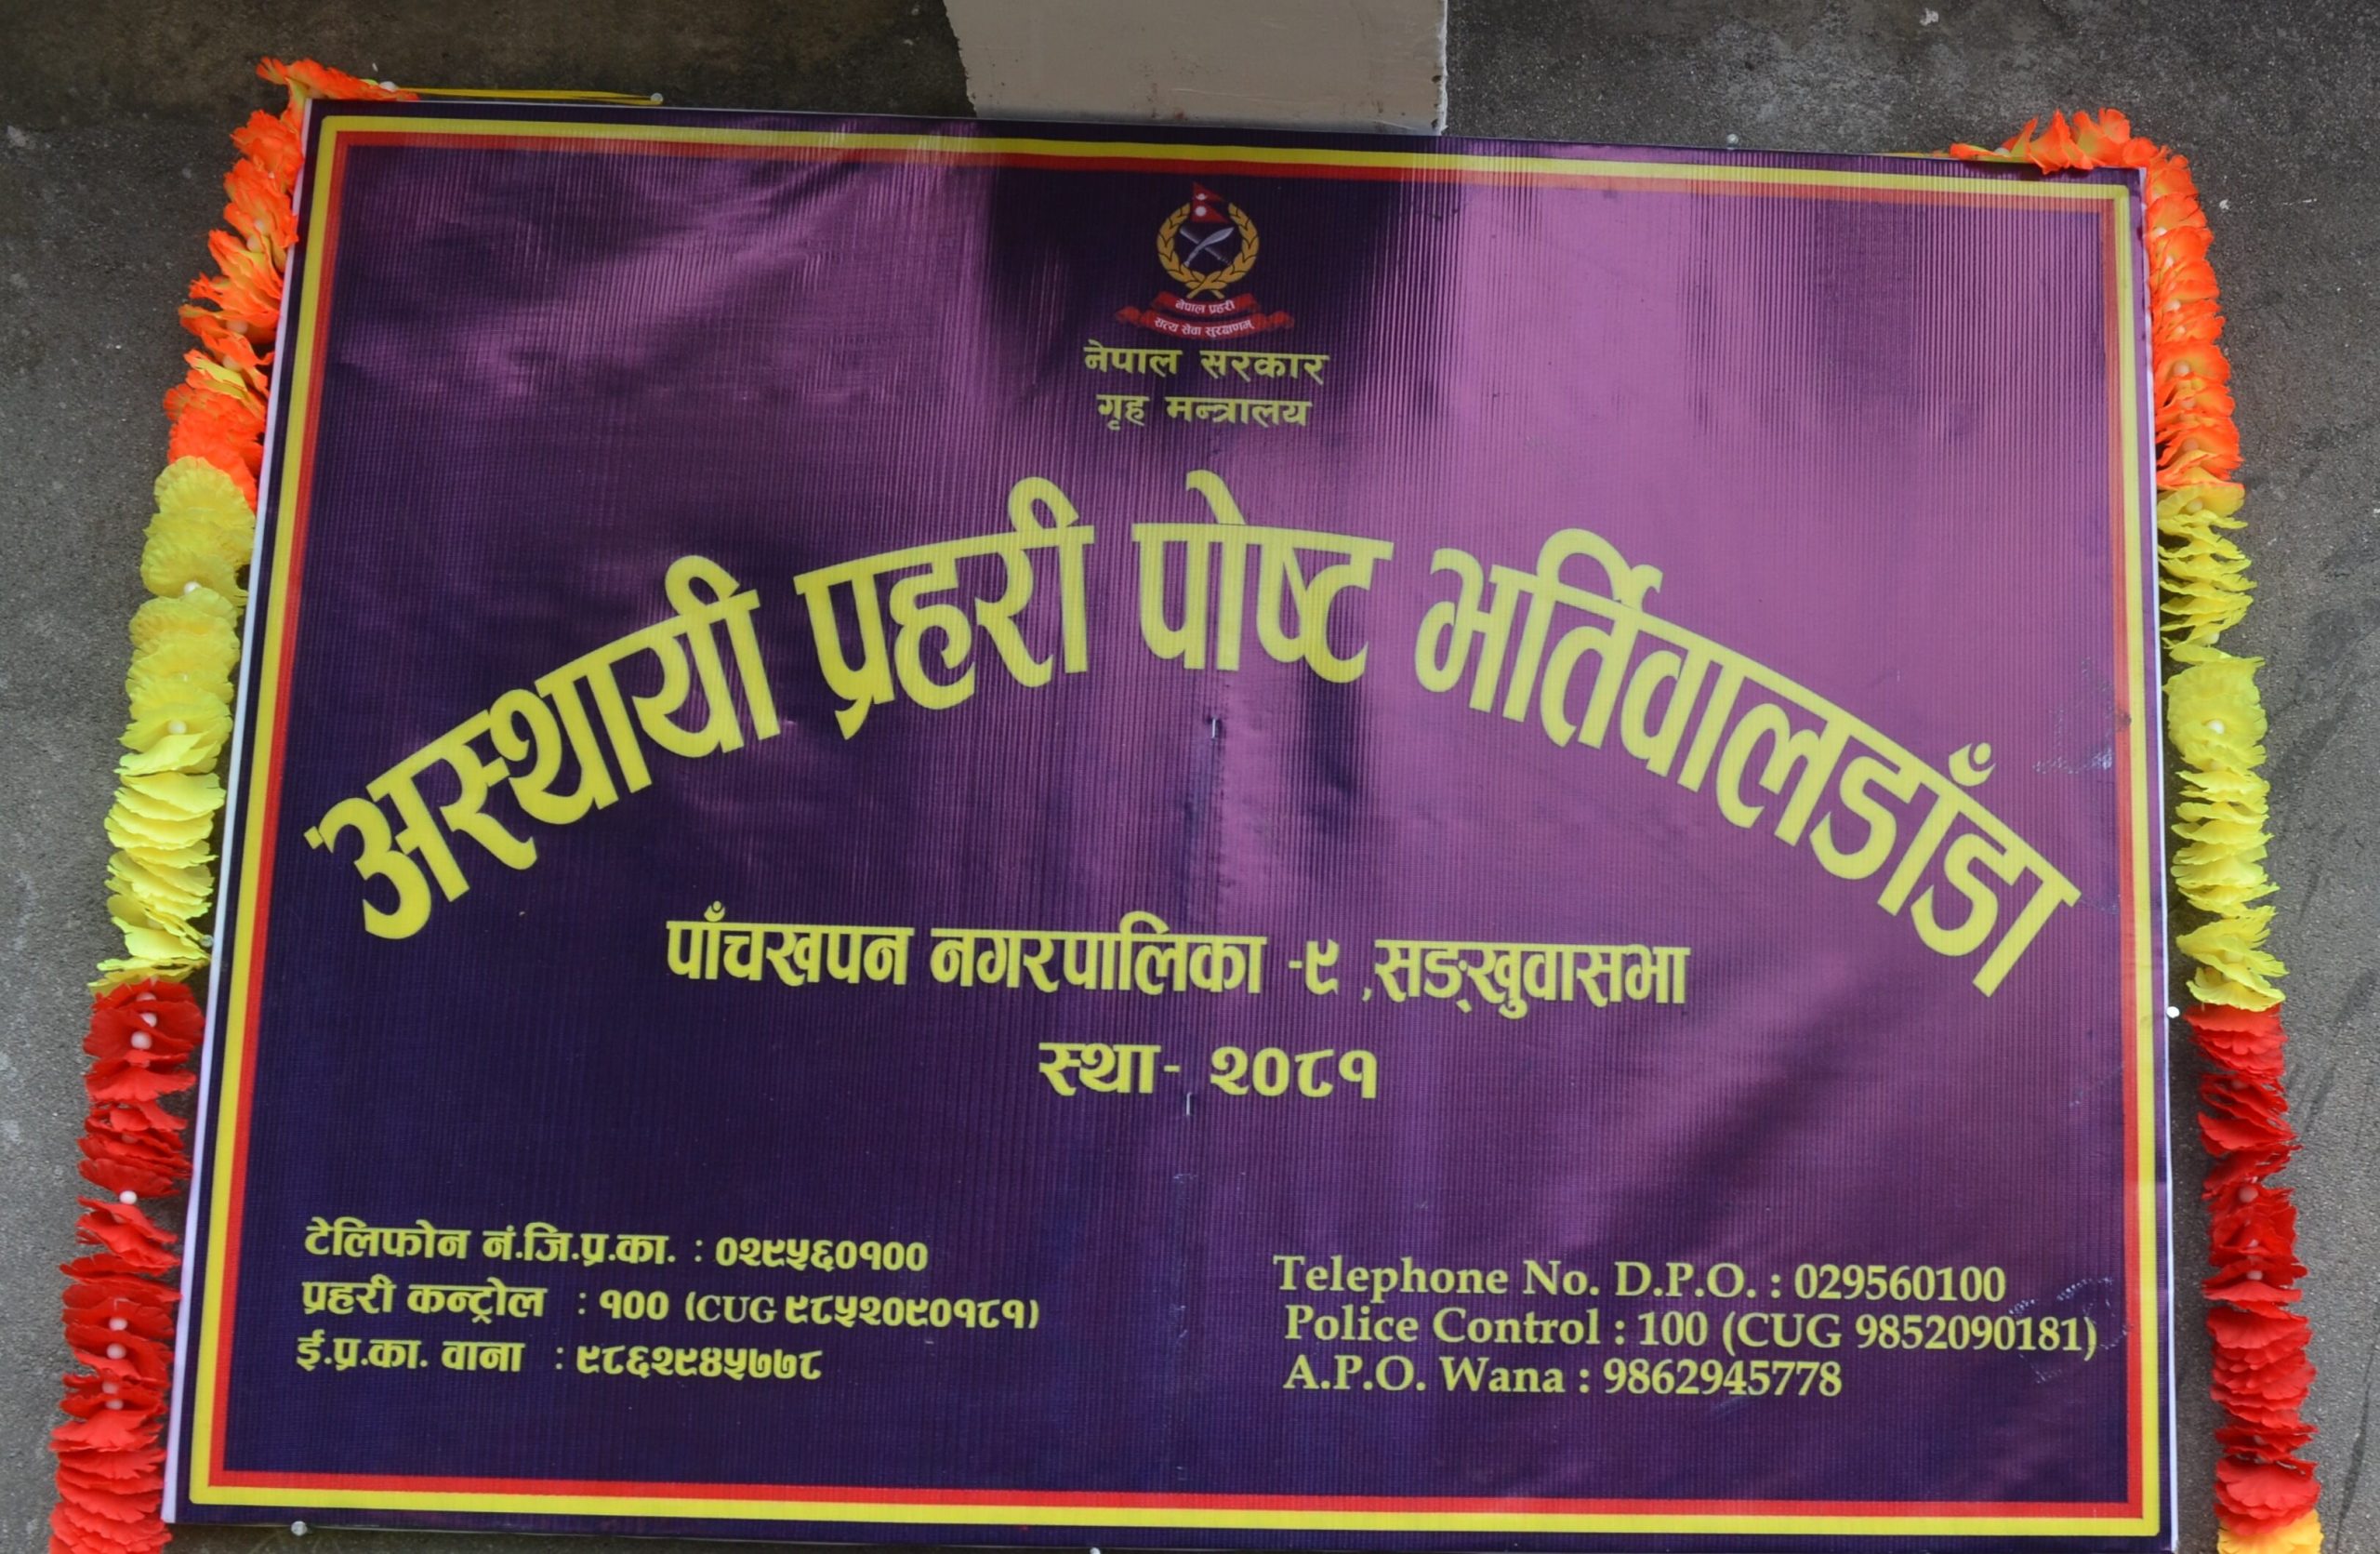 नेपाल प्रहरी
सत्य सेवा सुरक्षणम्
नेपाल सरकार
गृह मन्त्रालय
अस्थायी प्रहरी पोष्ट भर्तिवालडाँडा
पाँचखपन नगरपालिका -९ ,सङ्खुवासभा
स्था- २०८१
टेलिफोन नं.जि.प्र.का. : ०२९५६०१००
प्रहरी कन्ट्रोल : १०० (CUG ९८५२०९०१८१)
ई.प्र.का. वाना : ९८६२९४५७७८
Telephone No. D.P.O. : 029560100
Police Control : 100 (CUG 9852090181)
A.P.O. Wana : 9862945778